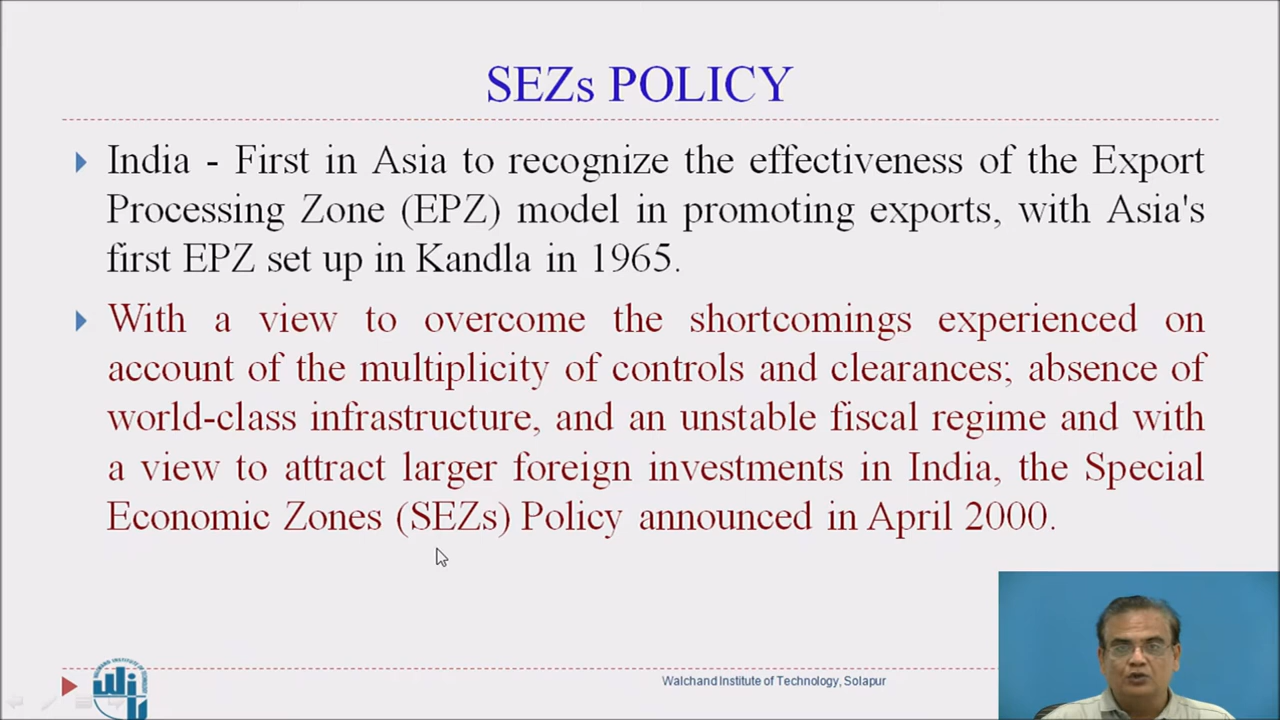 SEZs POLICY
India - First in Asia to recognize the effectiveness of the Export
Processing Zone (EPZ) model in promoting exports, with Asia's
first EPZ set up in Kandla in 1965.
With a view to overcome the shortcomings experienced on
account of the multiplicity of controls and clearances; absence of
world-class infrastructure, and an unstable fiscal regime and with
a view to attract larger foreign investments in India, the Special
Economic Zones (SEZs) Policy announced in April 2000.
Walchand Institute of Technology, Solapur